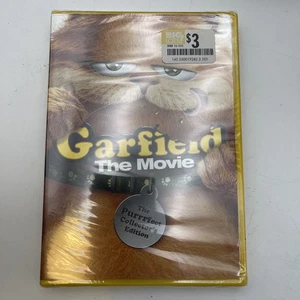 $3
Garfield
The Movie
The
Purrrfect
Collector's
Edition